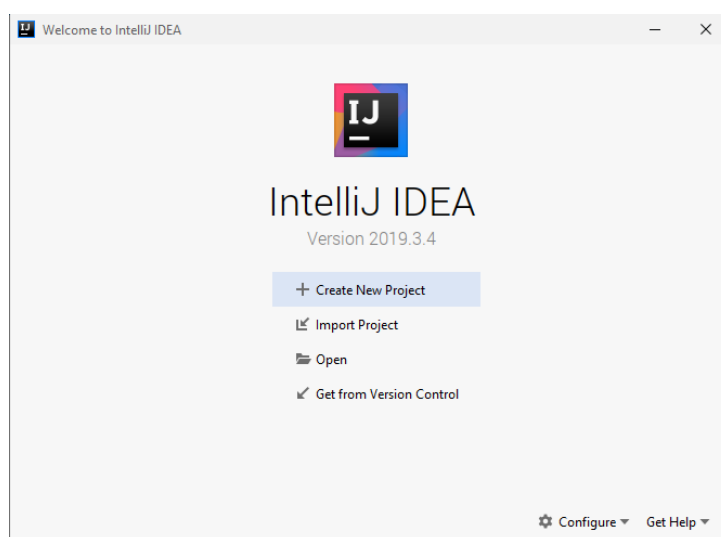 Welcome to IntelliJ IDEA
IJ
IntelliJ IDEA
Version 2019.3.4
Create New Project
Import Project
Open
Get from Version Control
Configure
Get Help